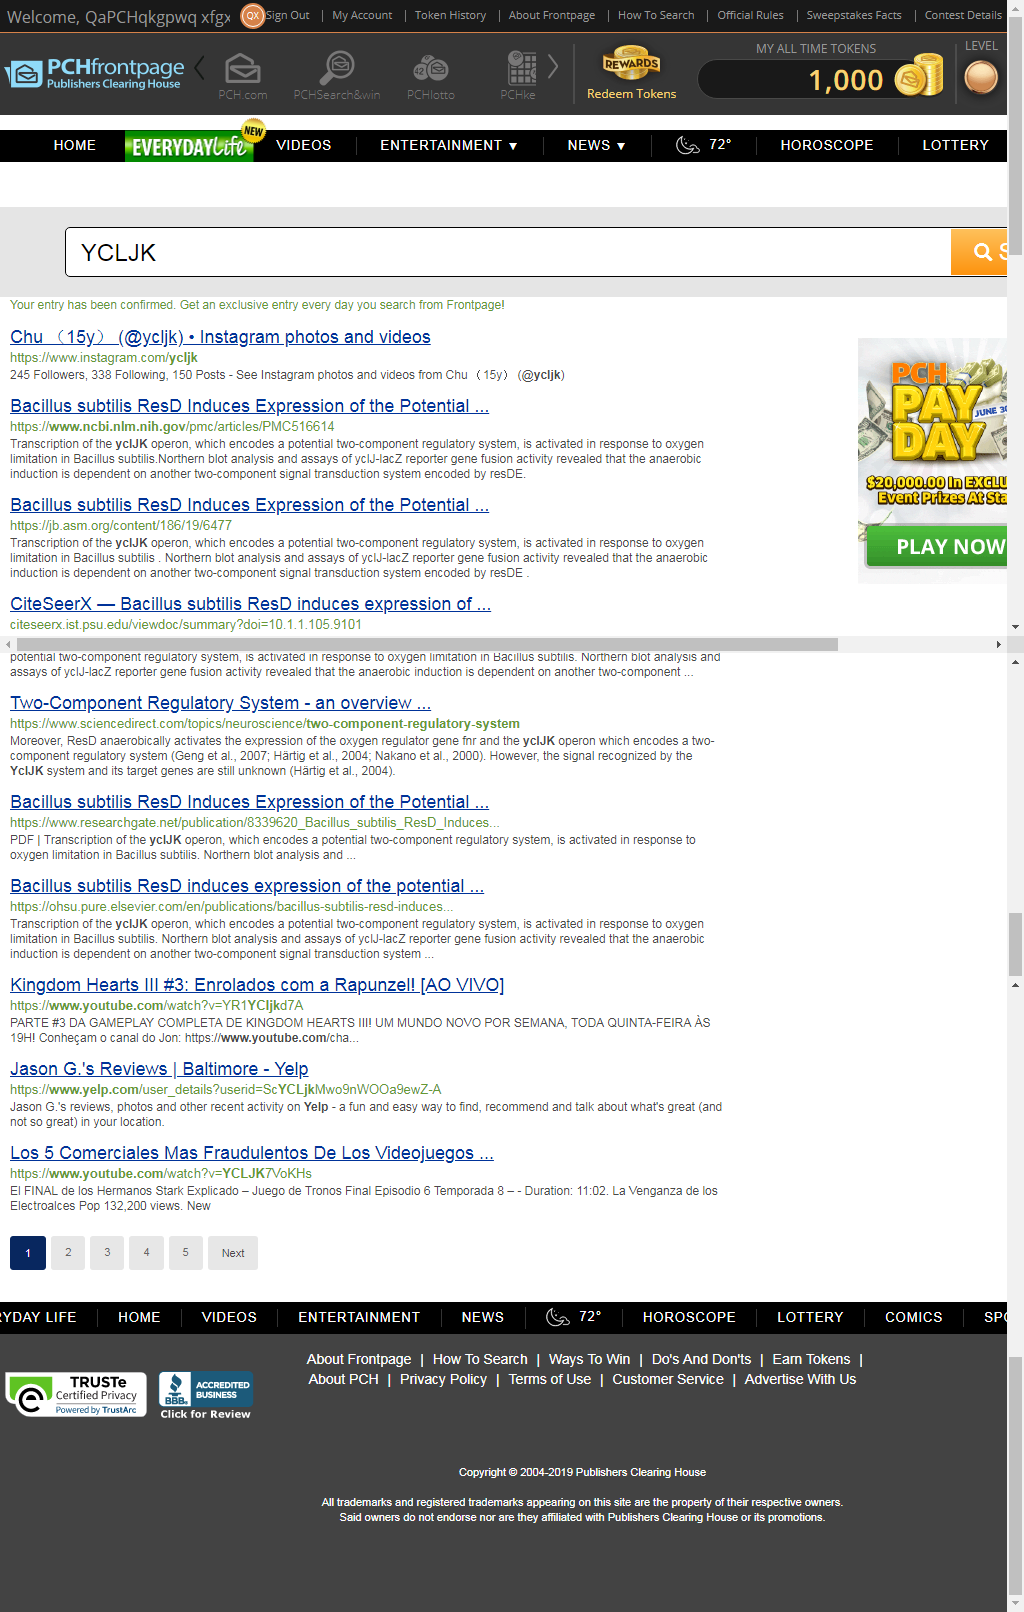 Welcome, QaPCHqkgpwq xfgx
QX
Sign Out | My Account | Token History | About Frontpage | How To Search | Official Rules | Sweepstakes Facts | Contest Details
PCHfrontpage
Publishers Clearing House
PCH.com
PCHSearch&win
42
PCHlotto
PCHke
REWARDS
Redeem Tokens
MY ALL TIME TOKENS
1,000
LEVEL
HOME
EVERYDAY Life
NEW
VIDEOS
ENTERTAINMENT ▼
NEWS ▼
72°
HOROSCOPE
LOTTERY
YCLJK
S
Your entry has been confirmed. Get an exclusive entry every day you search from Frontpage!
Chu （15y） (@ycljk) • Instagram photos and videos
https://www.instagram.com/ycljk
245 Followers, 338 Following, 150 Posts - See Instagram photos and videos from Chu （15y） (@ycljk)
Bacillus subtilis ResD Induces Expression of the Potential ...
https://www.ncbi.nlm.nih.gov/pmc/articles/PMC516614
Transcription of the yclJK operon, which encodes a potential two-component regulatory system, is activated in response to oxygen
limitation in Bacillus subtilis.Northern blot analysis and assays of yclJ-lacZ reporter gene fusion activity revealed that the anaerobic
induction is dependent on another two-component signal transduction system encoded by resDE.
Bacillus subtilis ResD Induces Expression of the Potential ...
https://jb.asm.org/content/186/19/6477
Transcription of the yclJK operon, which encodes a potential two-component regulatory system, is activated in response to oxygen
limitation in Bacillus subtilis . Northern blot analysis and assays of yclJ-lacZ reporter gene fusion activity revealed that the anaerobic
induction is dependent on another two-component signal transduction system encoded by resDE .
CiteSeerX — Bacillus subtilis ResD induces expression of ...
citeseerx.ist.psu.edu/viewdoc/summary?doi=10.1.1.105.9101
PCH
PAY
DAY
JUNE 30
$20,000.00 In EXCLU
Event Prizes At Sta
PLAY NOW
potential two-component regulatory system, is activated in response to oxygen limitation in Bacillus subtilis. Northern blot analysis and
assays of yclJ-lacZ reporter gene fusion activity revealed that the anaerobic induction is dependent on another two-component ...
Two-Component Regulatory System - an overview ...
https://www.sciencedirect.com/topics/neuroscience/two-component-regulatory-system
Moreover, ResD anaerobically activates the expression of the oxygen regulator gene fnr and the yclJK operon which encodes a two-
component regulatory system (Geng et al., 2007; Härtig et al., 2004; Nakano et al., 2000). However, the signal recognized by the
YclJK system and its target genes are still unknown (Härtig et al., 2004).
Bacillus subtilis ResD Induces Expression of the Potential ...
https://www.researchgate.net/publication/8339620_Bacillus_subtilis_ResD_Induces...
PDF | Transcription of the yclJK operon, which encodes a potential two-component regulatory system, is activated in response to
oxygen limitation in Bacillus subtilis. Northern blot analysis and ...
Bacillus subtilis ResD induces expression of the potential ...
https://ohsu.pure.elsevier.com/en/publications/bacillus-subtilis-resd-induces...
Transcription of the yclJK operon, which encodes a potential two-component regulatory system, is activated in response to oxygen
limitation in Bacillus subtilis. Northern blot analysis and assays of yclJ-lacZ reporter gene fusion activity revealed that the anaerobic
induction is dependent on another two-component signal transduction system ...
Kingdom Hearts III #3: Enrolados com a Rapunzel! [AO VIVO]
https://www.youtube.com/watch?v=YR1YCljkd7A
PARTE #3 DA GAMEPLAY COMPLETA DE KINGDOM HEARTS III! UM MUNDO NOVO POR SEMANA, TODA QUINTA-FEIRA ÀS
19H! Conheçam o canal do Jon: https://www.youtube.com/cha...
Jason G.'s Reviews | Baltimore - Yelp
https://www.yelp.com/user_details?userid=ScYCLjkMwo9nWOOa9ewZ-A
Jason G.'s reviews, photos and other recent activity on Yelp - a fun and easy way to find, recommend and talk about what's great (and
not so great) in your location.
Los 5 Comerciales Mas Fraudulentos De Los Videojuegos ...
https://www.youtube.com/watch?v=YCLJK7VoKHs
El FINAL de los Hermanos Stark Explicado – Juego de Tronos Final Episodio 6 Temporada 8 – - Duration: 11:02. La Venganza de los
Electroalces Pop 132,200 views. New
1 2 3 4 5 Next
RYDAY LIFE | HOME | VIDEOS | ENTERTAINMENT | NEWS | 72° | HOROSCOPE | LOTTERY | COMICS | SPO
About Frontpage | How To Search | Ways To Win | Do's And Don'ts | Earn Tokens |
About PCH | Privacy Policy | Terms of Use | Customer Service | Advertise With Us
TRUSTe
Certified Privacy
Powered by TrustArc
BBB.
ACCREDITED
BUSINESS
Click for Review
Copyright © 2004-2019 Publishers Clearing House
All trademarks and registered trademarks appearing on this site are the property of their respective owners.
Said owners do not endorse nor are they affiliated with Publishers Clearing House or its promotions.